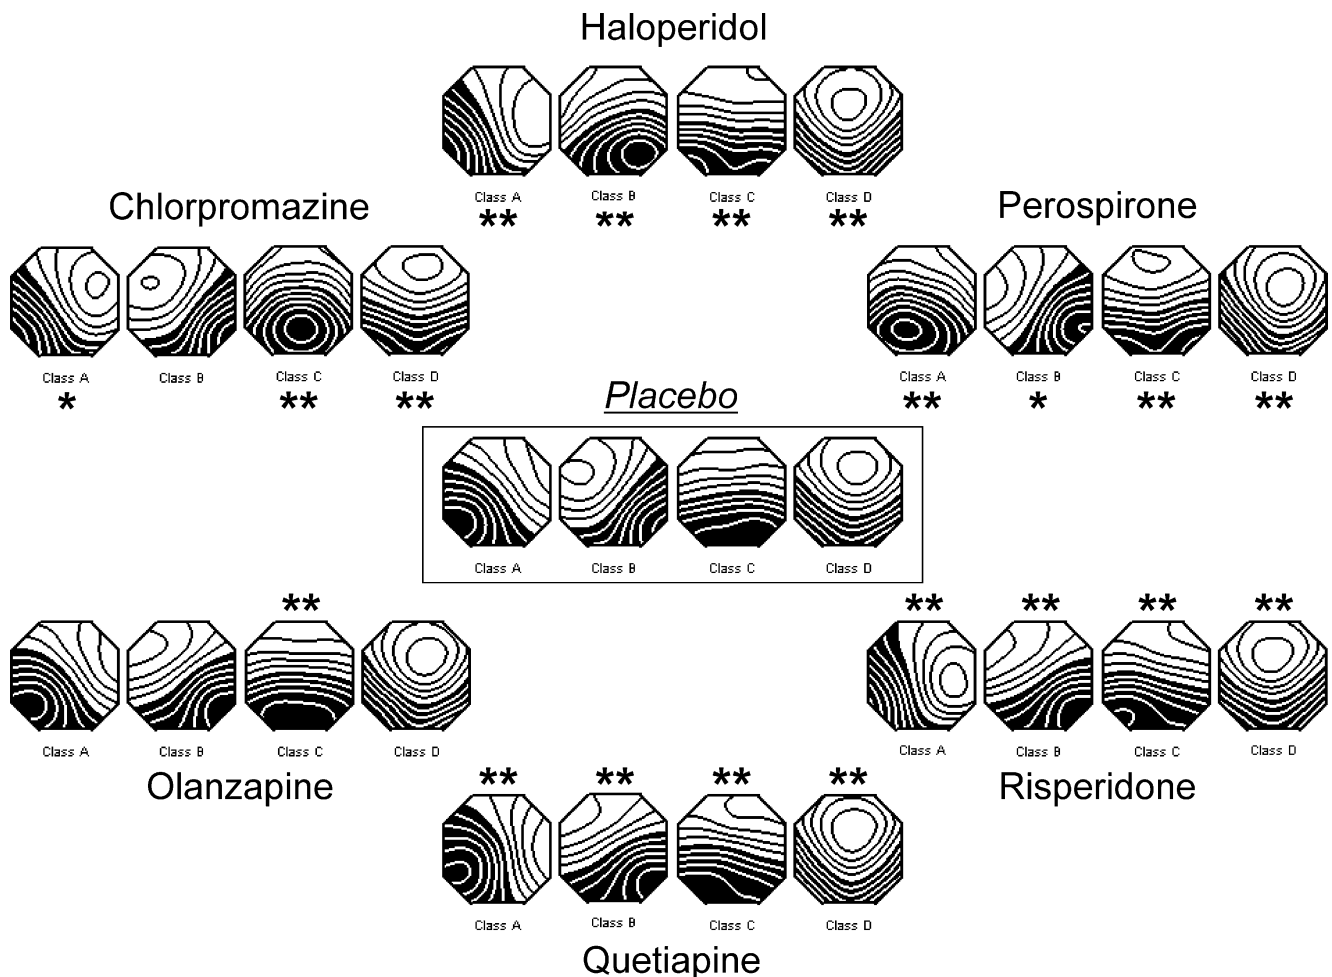 Haloperidol
Class A Class B Class C Class D
** ** ** **
Chlorpromazine
Class A Class B Class C Class D
* ** **
Perospirone
Class A Class B Class C Class D
** * ** **
Placebo
Class A Class B Class C Class D
**
Class A Class B Class C Class D
Olanzapine
** ** ** **
Class A Class B Class C Class D
Risperidone
** ** ** **
Class A Class B Class C Class D
Quetiapine